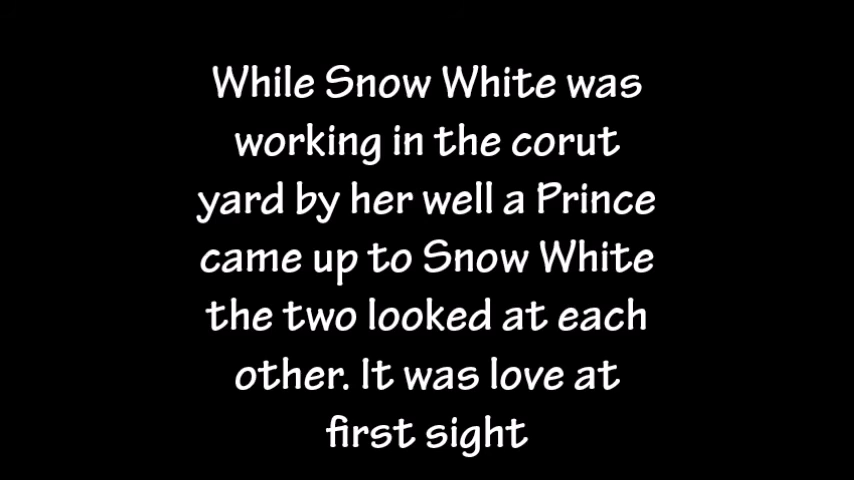 While Snow White was
working in the corut
yard by her well a Prince
came up to Snow White
the two looked at each
other. It was love at
first sight